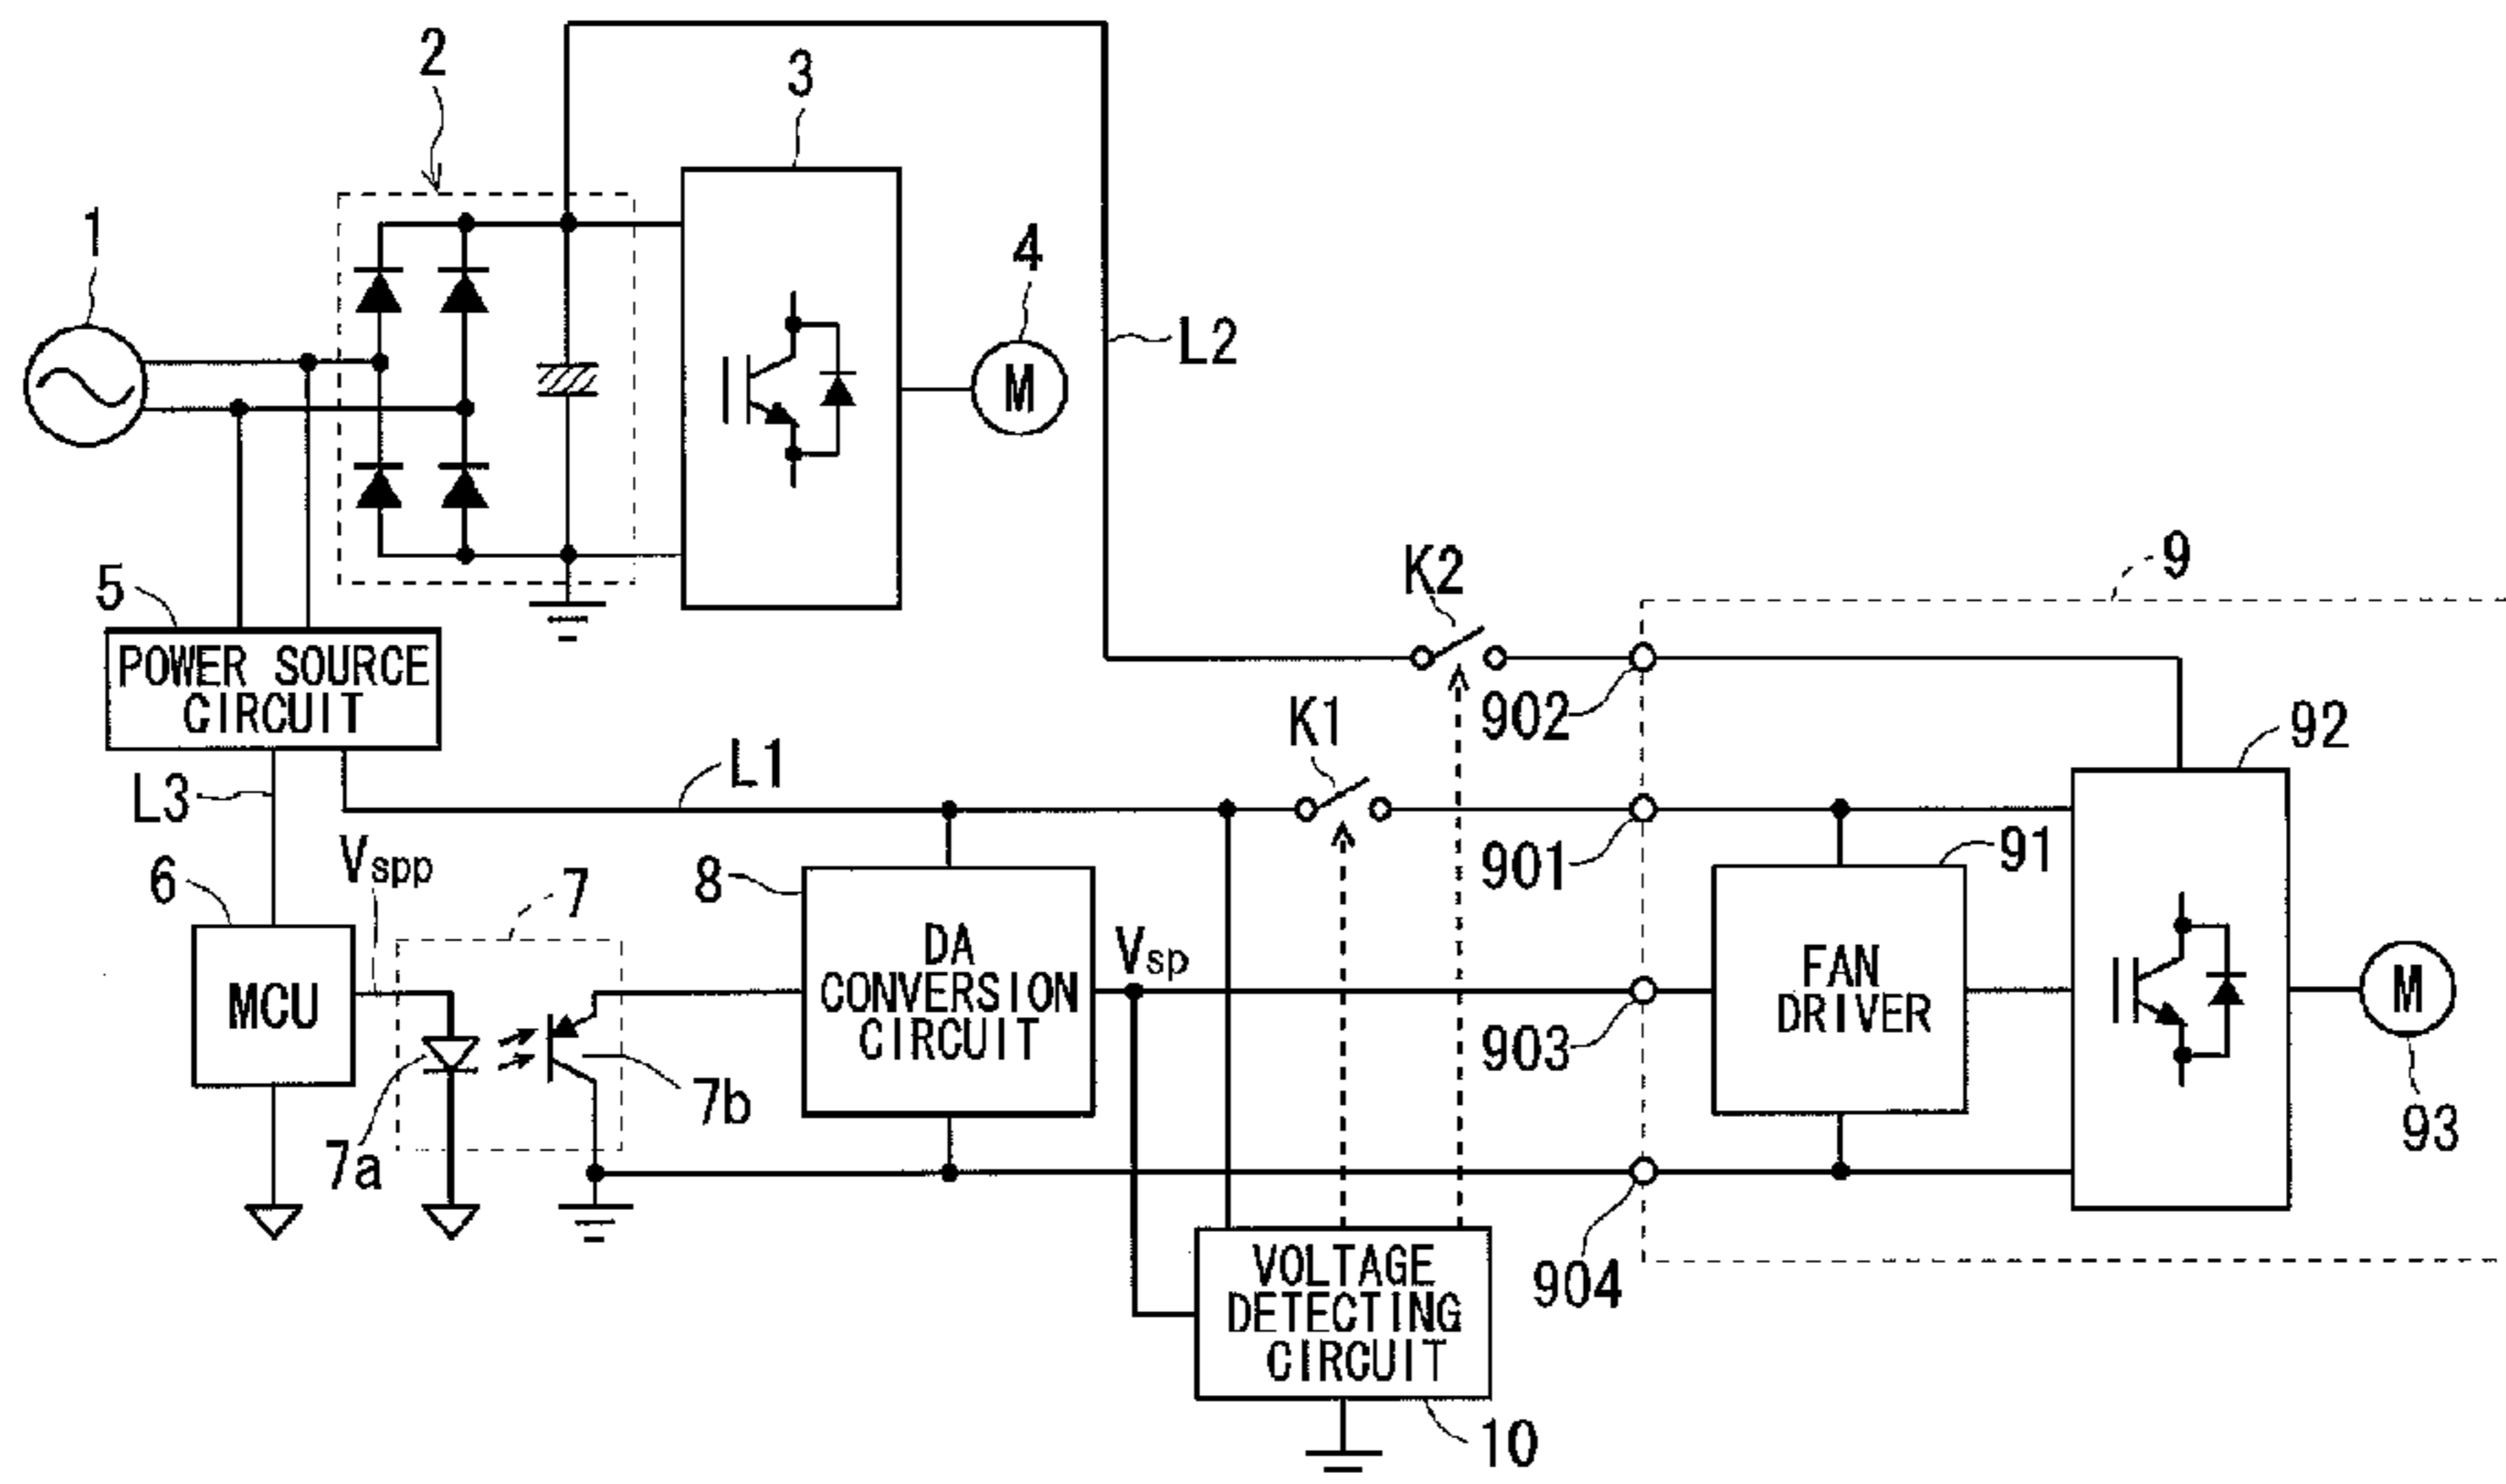 2
3
1
4
M
L2
K2
9
5
POWER SOURCE
CIRCUIT
902
K1
92
L3
L1
901
91
Vspp
6
7
8
DA
CONVERSION
CIRCUIT
Vsp
FAN
DRIVER
MCU
M
903
7b
7a
93
904
VOLTAGE
DETECTING
CIRCUIT
10